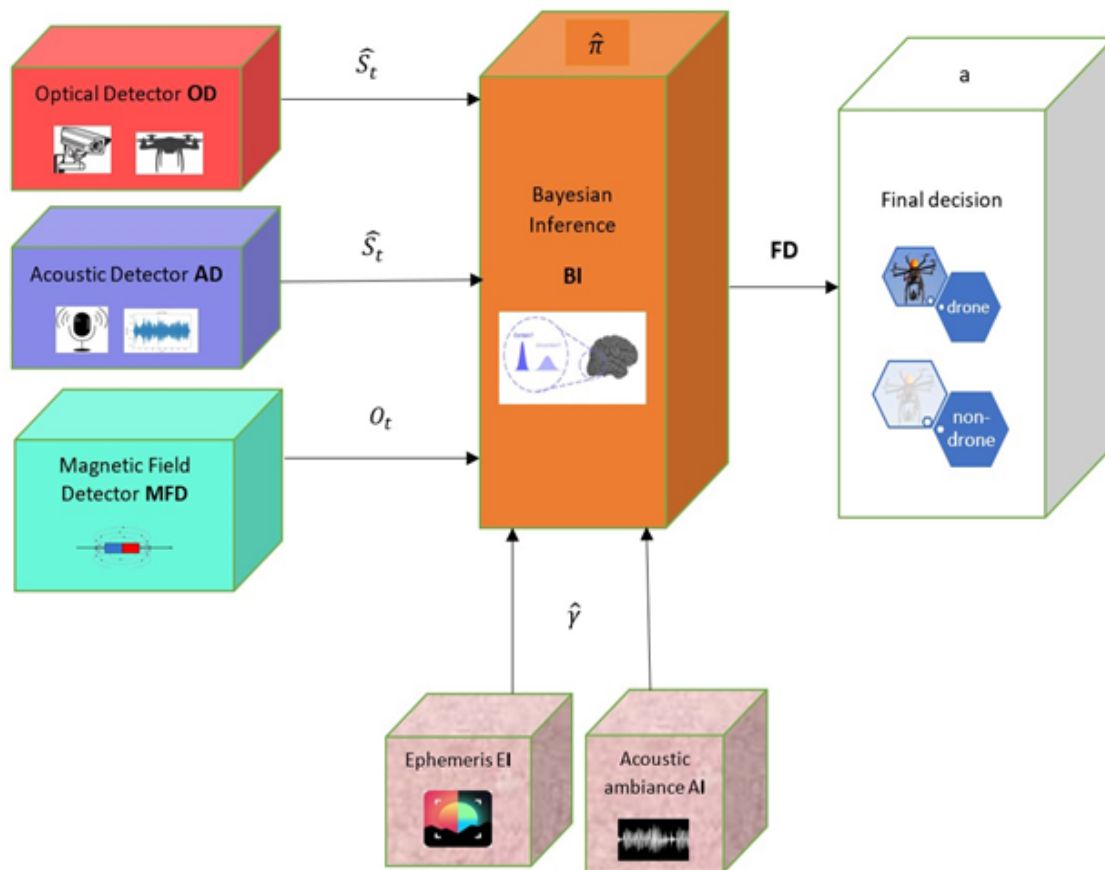 Optical Detector OD
Ŝₜ
π̂
a
Acoustic Detector AD
Ŝₜ
Bayesian
Inference
BI
FD
Final decision
drone
non-
drone
Magnetic Field
Detector MFD
Oₜ
γ̂
Ephemeris EI
Acoustic
ambiance AI